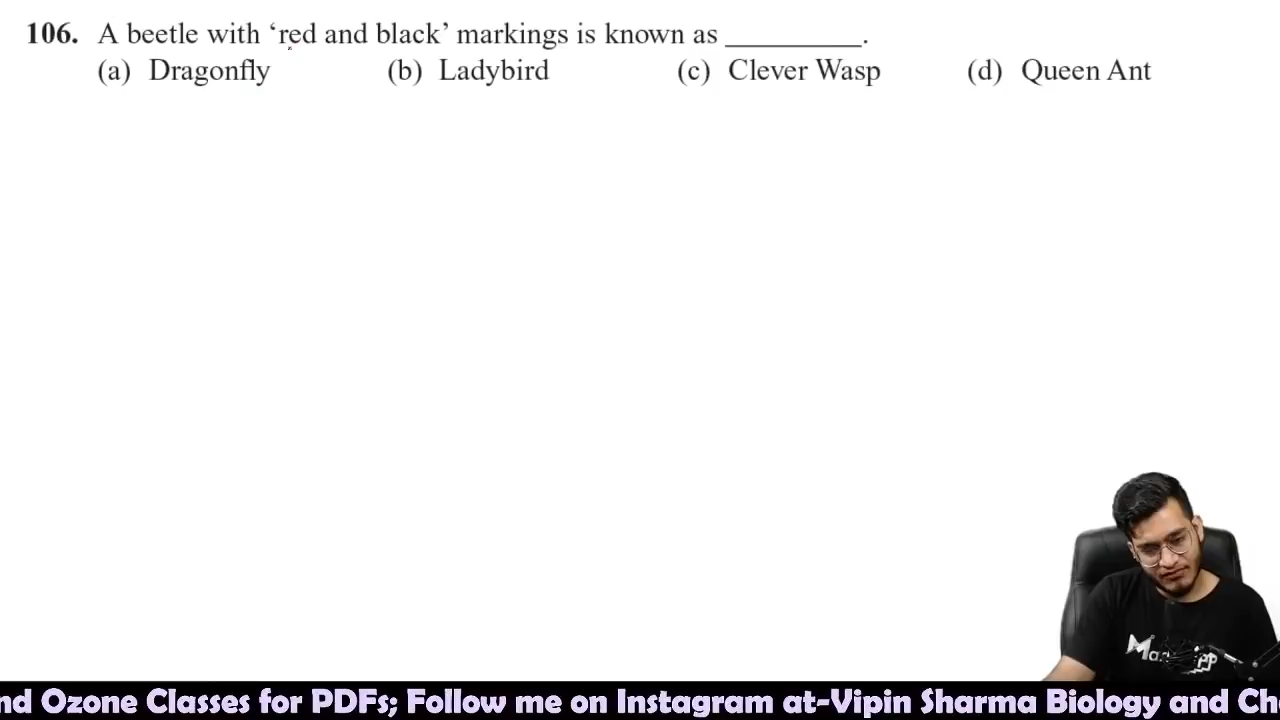 106. A beetle with ‘red and black’ markings is known as __________.
(a) Dragonfly (b) Ladybird (c) Clever Wasp (d) Queen Ant
nd Ozone Classes for PDFs; Follow me on Instagram at-Vipin Sharma Biology and Ch